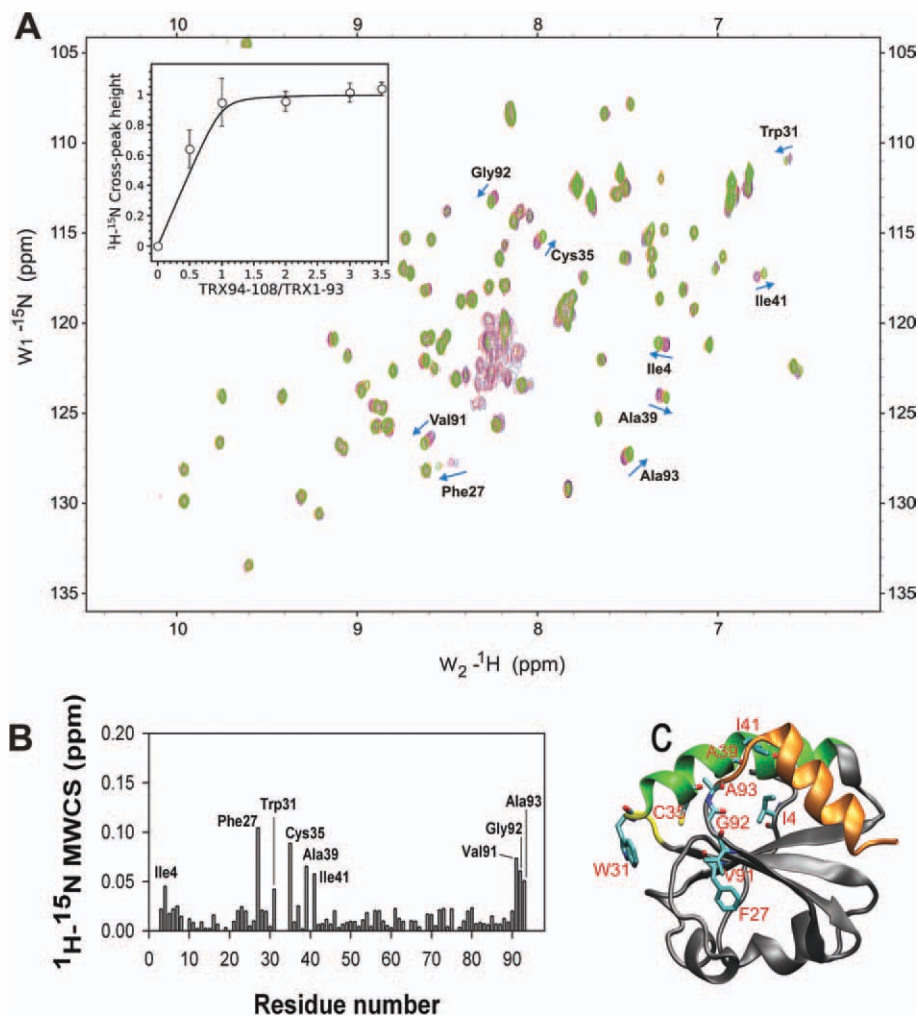 A
10
9
8
7
105
110
115
120
125
130
135
W1 -15N (ppm)
105
110
115
120
125
130
135
10
9
8
7
W2 -1H (ppm)
1H-15N Cross-peak height
1
0.8
0.6
0.4
0.2
0
0
0.5
1
1.5
2
2.5
3
3.5
TRX94-108/TRX1-93
Trp31
Gly92
Cys35
Ile41
Ile4
Ala39
Val91
Ala93
Phe27
B
1H-15N MWCS (ppm)
0.20
0.15
0.10
0.05
0.00
0 10 20 30 40 50 60 70 80 90
Residue number
Ile4
Phe27
Trp31
Cys35
Ala39
Ile41
Val91
Gly92
Ala93
C
I41
A39
A93
C35
G92
I4
W31
V91
F27